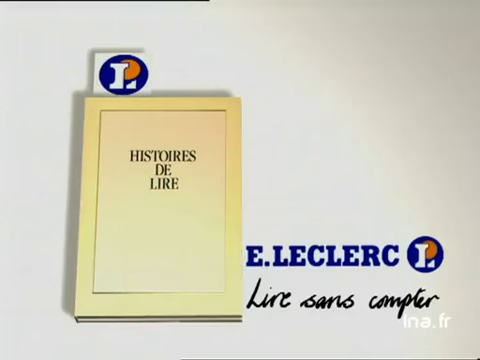 L
HISTOIRES
DE
LIRE
E.LECLERC L
Lire sans compter
ina.fr